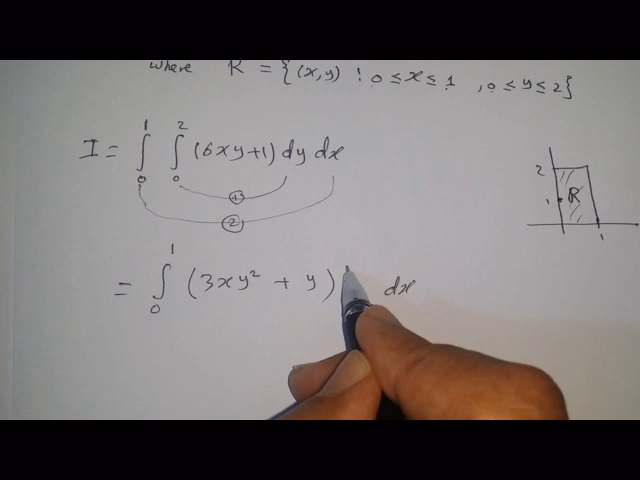 where R = {(x,y) : 0 ≤ x ≤ 1 , 0 ≤ y ≤ 2}
I = ∫₀¹ ∫₀² (6xy+1) dy dx
1
2
2
1
R
1
= ∫₀¹ (3xy² + y) dx